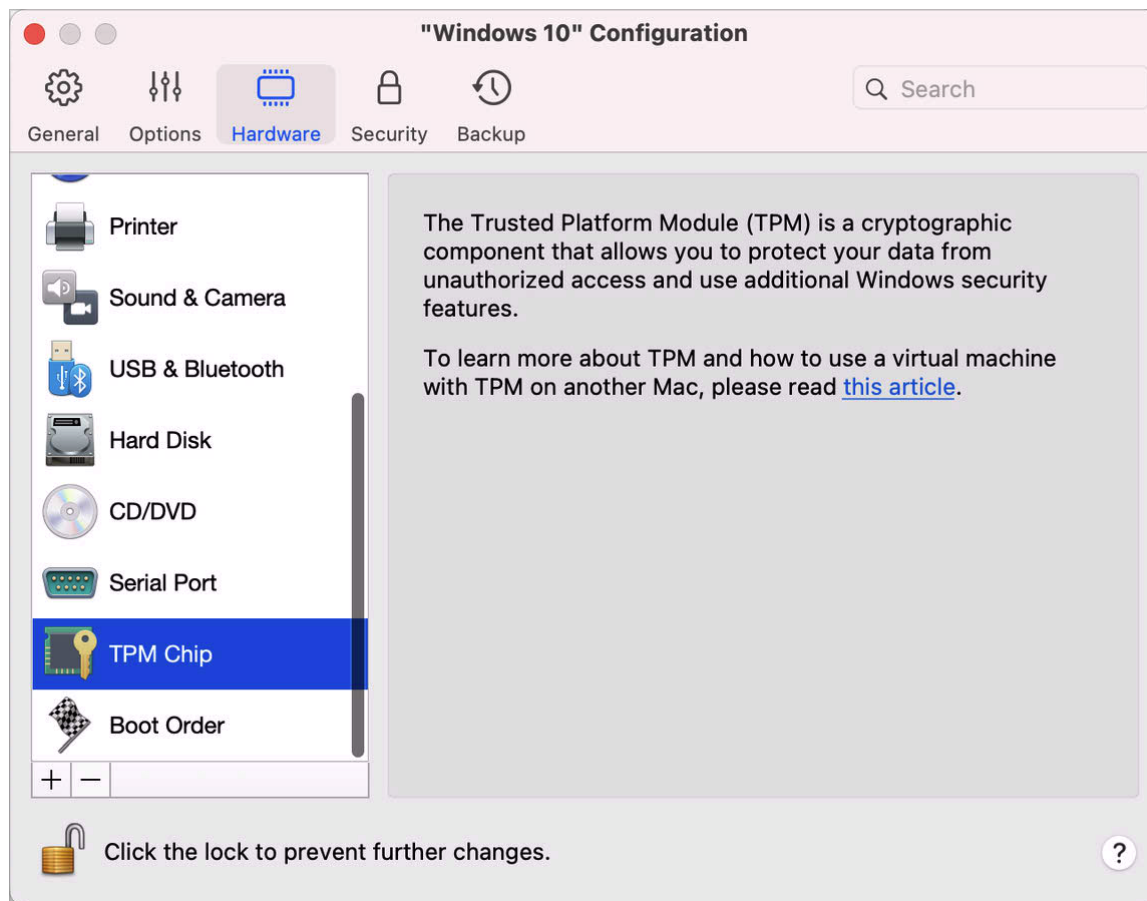 "Windows 10" Configuration
General Options Hardware Security Backup
Search
Printer
Sound & Camera
USB & Bluetooth
Hard Disk
CD/DVD
Serial Port
TPM Chip
Boot Order
+ −
The Trusted Platform Module (TPM) is a cryptographic
component that allows you to protect your data from
unauthorized access and use additional Windows security
features.
To learn more about TPM and how to use a virtual machine
with TPM on another Mac, please read this article.
Click the lock to prevent further changes.
?